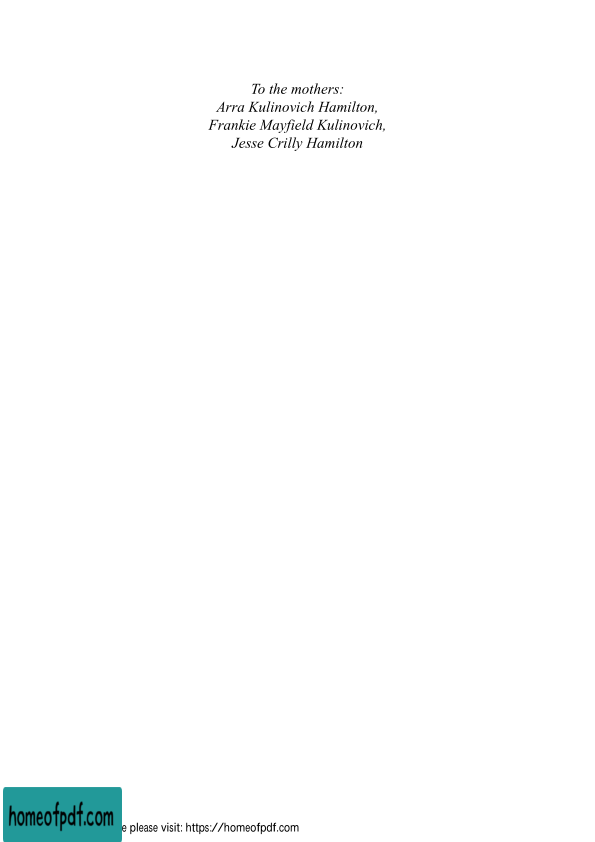 To the mothers:
Arra Kulinovich Hamilton,
Frankie Mayfield Kulinovich,
Jesse Crilly Hamilton
homeofpdf.com
e please visit: https://homeofpdf.com